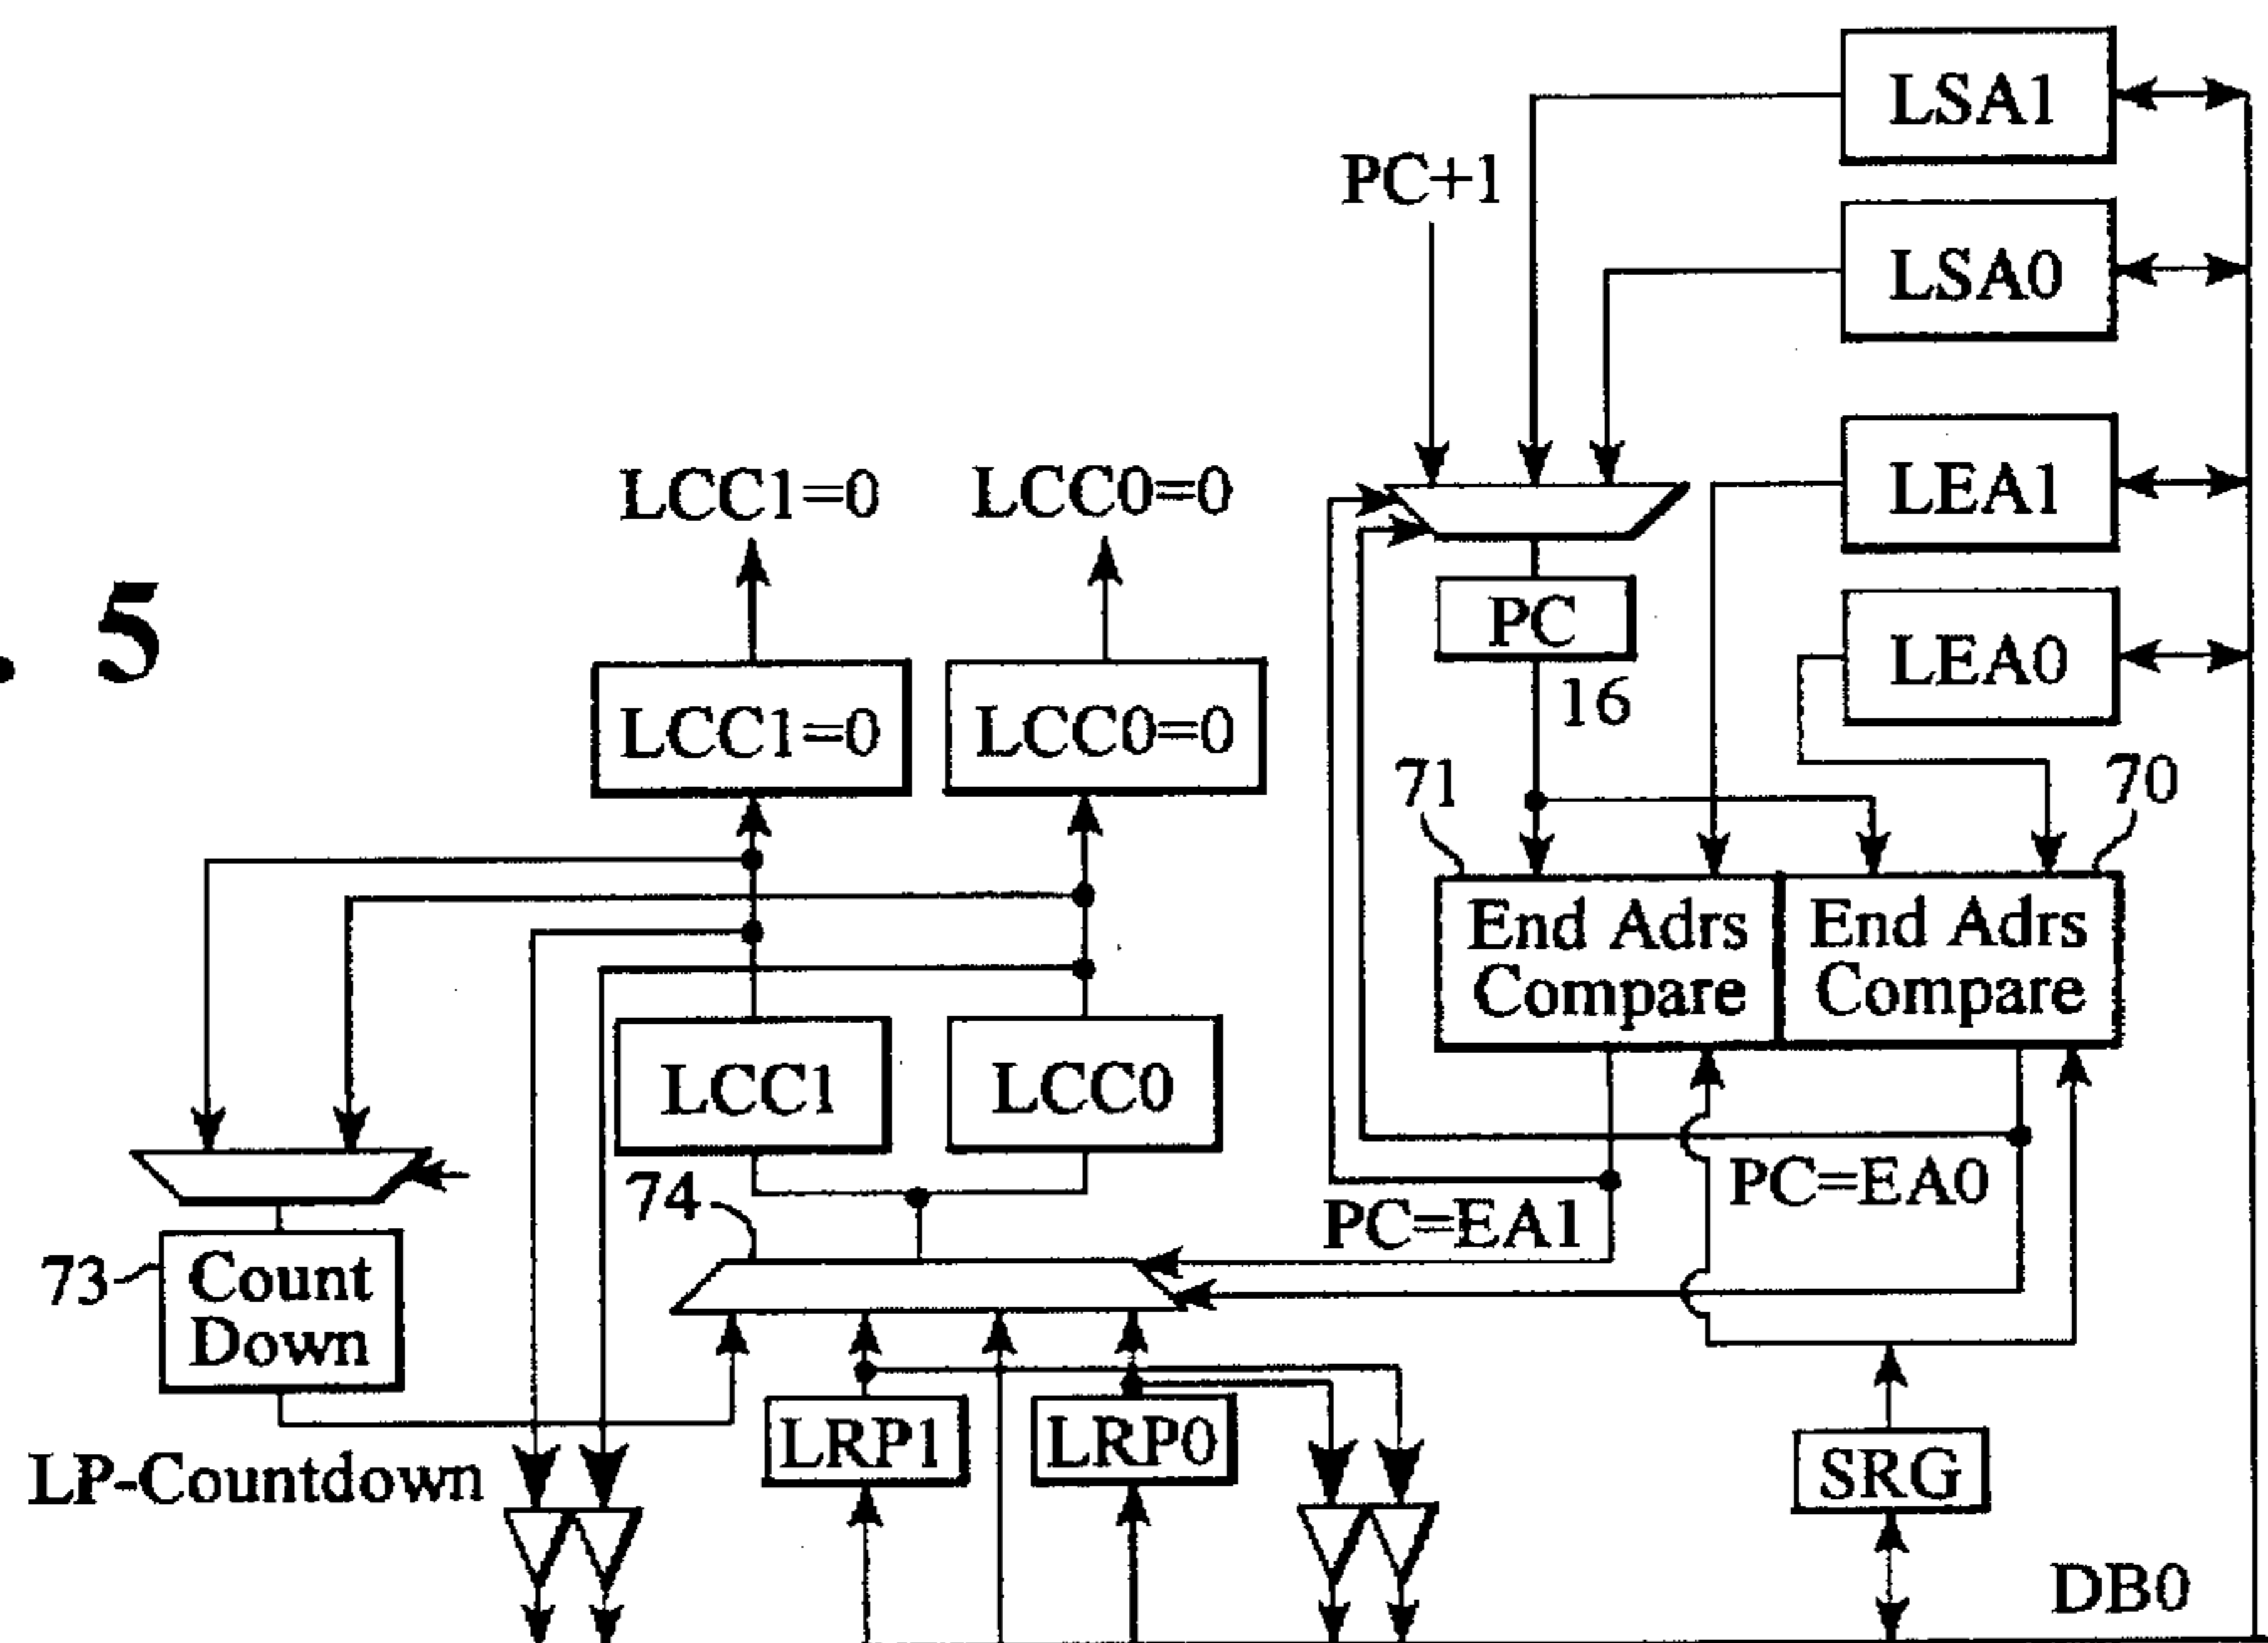 LSA1
PC+1
LSA0
LCC1=0
LCC0=0
LEA1
5
PC
LEA0
16
LCC1=0
LCC0=0
71
70
End Adrs
Compare
End Adrs
Compare
LCC1
LCC0
74
PC=EA1
PC=EA0
73
Count
Down
LRP1
LRP0
LP-Countdown
SRG
DB0